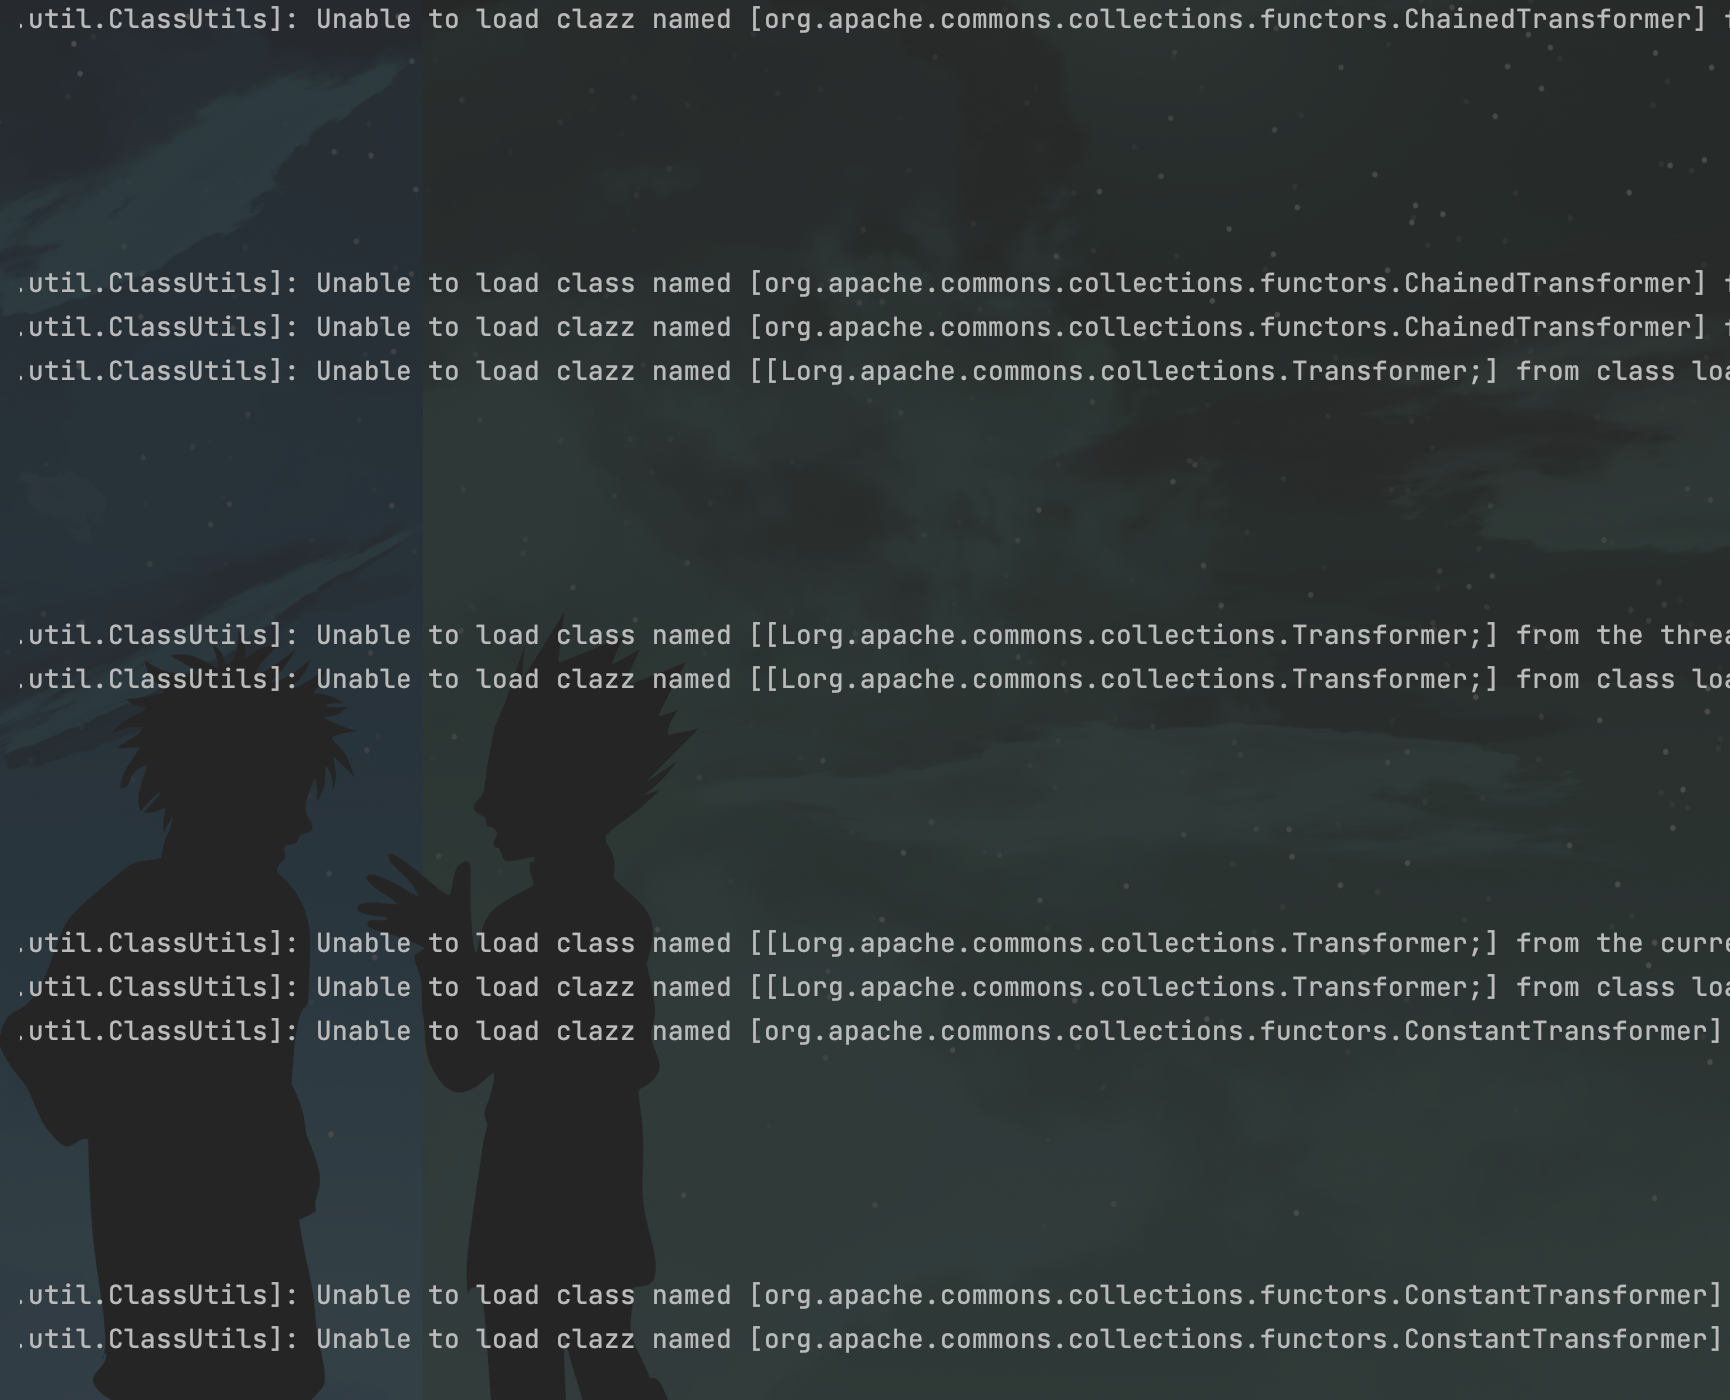 .util.ClassUtils]: Unable to load clazz named [org.apache.commons.collections.functors.ChainedTransformer]
.util.ClassUtils]: Unable to load class named [org.apache.commons.collections.functors.ChainedTransformer]
.util.ClassUtils]: Unable to load clazz named [org.apache.commons.collections.functors.ChainedTransformer]
.util.ClassUtils]: Unable to load clazz named [[Lorg.apache.commons.collections.Transformer;] from class loa
.util.ClassUtils]: Unable to load class named [[Lorg.apache.commons.collections.Transformer;] from the threa
.util.ClassUtils]: Unable to load clazz named [[Lorg.apache.commons.collections.Transformer;] from class loa
.util.ClassUtils]: Unable to load class named [[Lorg.apache.commons.collections.Transformer;] from the curre
.util.ClassUtils]: Unable to load clazz named [[Lorg.apache.commons.collections.Transformer;] from class loa
.util.ClassUtils]: Unable to load clazz named [org.apache.commons.collections.functors.ConstantTransformer]
.util.ClassUtils]: Unable to load class named [org.apache.commons.collections.functors.ConstantTransformer]
.util.ClassUtils]: Unable to load clazz named [org.apache.commons.collections.functors.ConstantTransformer]